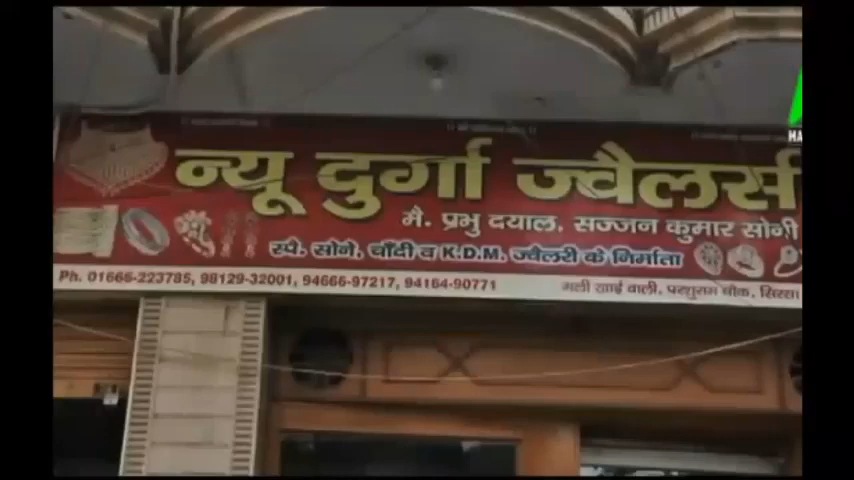 न्यू दुर्गा ज्वैलर्स
मै. प्रभु दयाल, सज्जन कुमार सोनी
स्पे. सोने, चाँदी व K.D.M. ज्वैलरी के निर्माता
Ph. 01666-223785, 98129-32001, 94666-97217, 94164-90771
गली खाई वाली, परशुराम चौक, सिरसा